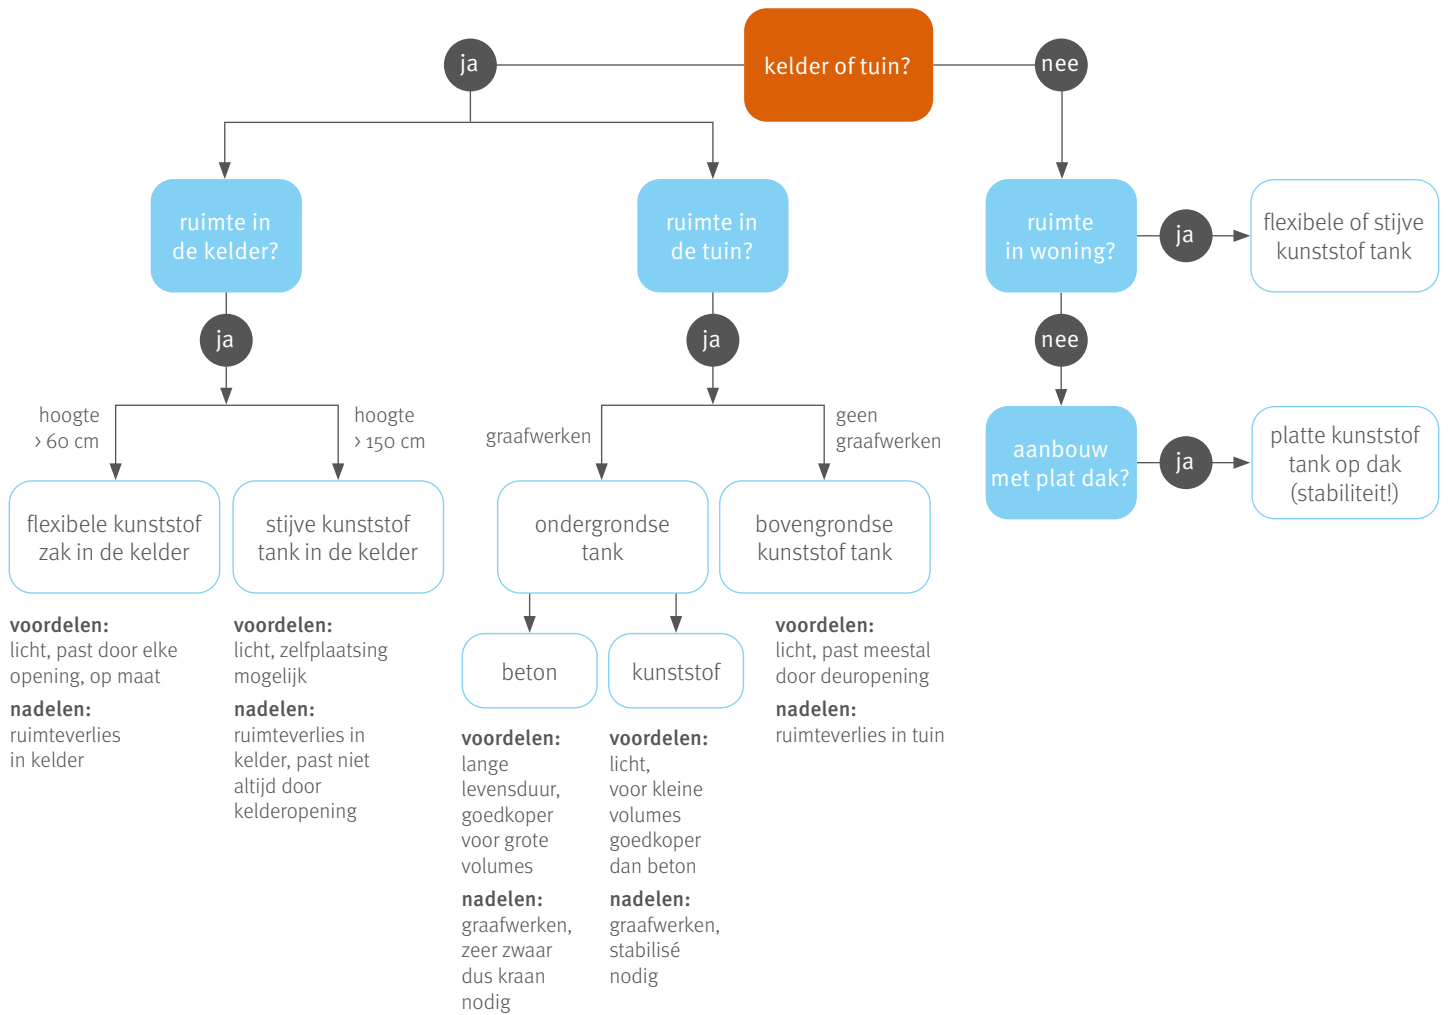 kelder of tuin?
ja
nee
ruimte in
de kelder?
ruimte in
de tuin?
ruimte
in woning?
ja
flexibele of stijve
kunststof tank
ja
ja
nee
hoogte
> 60 cm
hoogte
> 150 cm
graafwerken
geen
graafwerken
aanbouw
met plat dak?
ja
platte kunststof
tank op dak
(stabiliteit!)
flexibele kunststof
zak in de kelder
stijve kunststof
tank in de kelder
ondergrondse
tank
bovengrondse
kunststof tank
voordelen:
licht, past door elke
opening, op maat
nadelen:
ruimteverlies
in kelder
voordelen:
licht, zelfplaatsing
mogelijk
nadelen:
ruimteverlies in
kelder, past niet
altijd door
kelderopening
beton
kunststof
voordelen:
lange
levensduur,
goedkoper
voor grote
volumes
nadelen:
graafwerken,
zeer zwaar
dus kraan
nodig
voordelen:
licht,
voor kleine
volumes
goedkoper
dan beton
nadelen:
graafwerken,
stabilisé
nodig
voordelen:
licht, past meestal
door deuropening
nadelen:
ruimteverlies in tuin